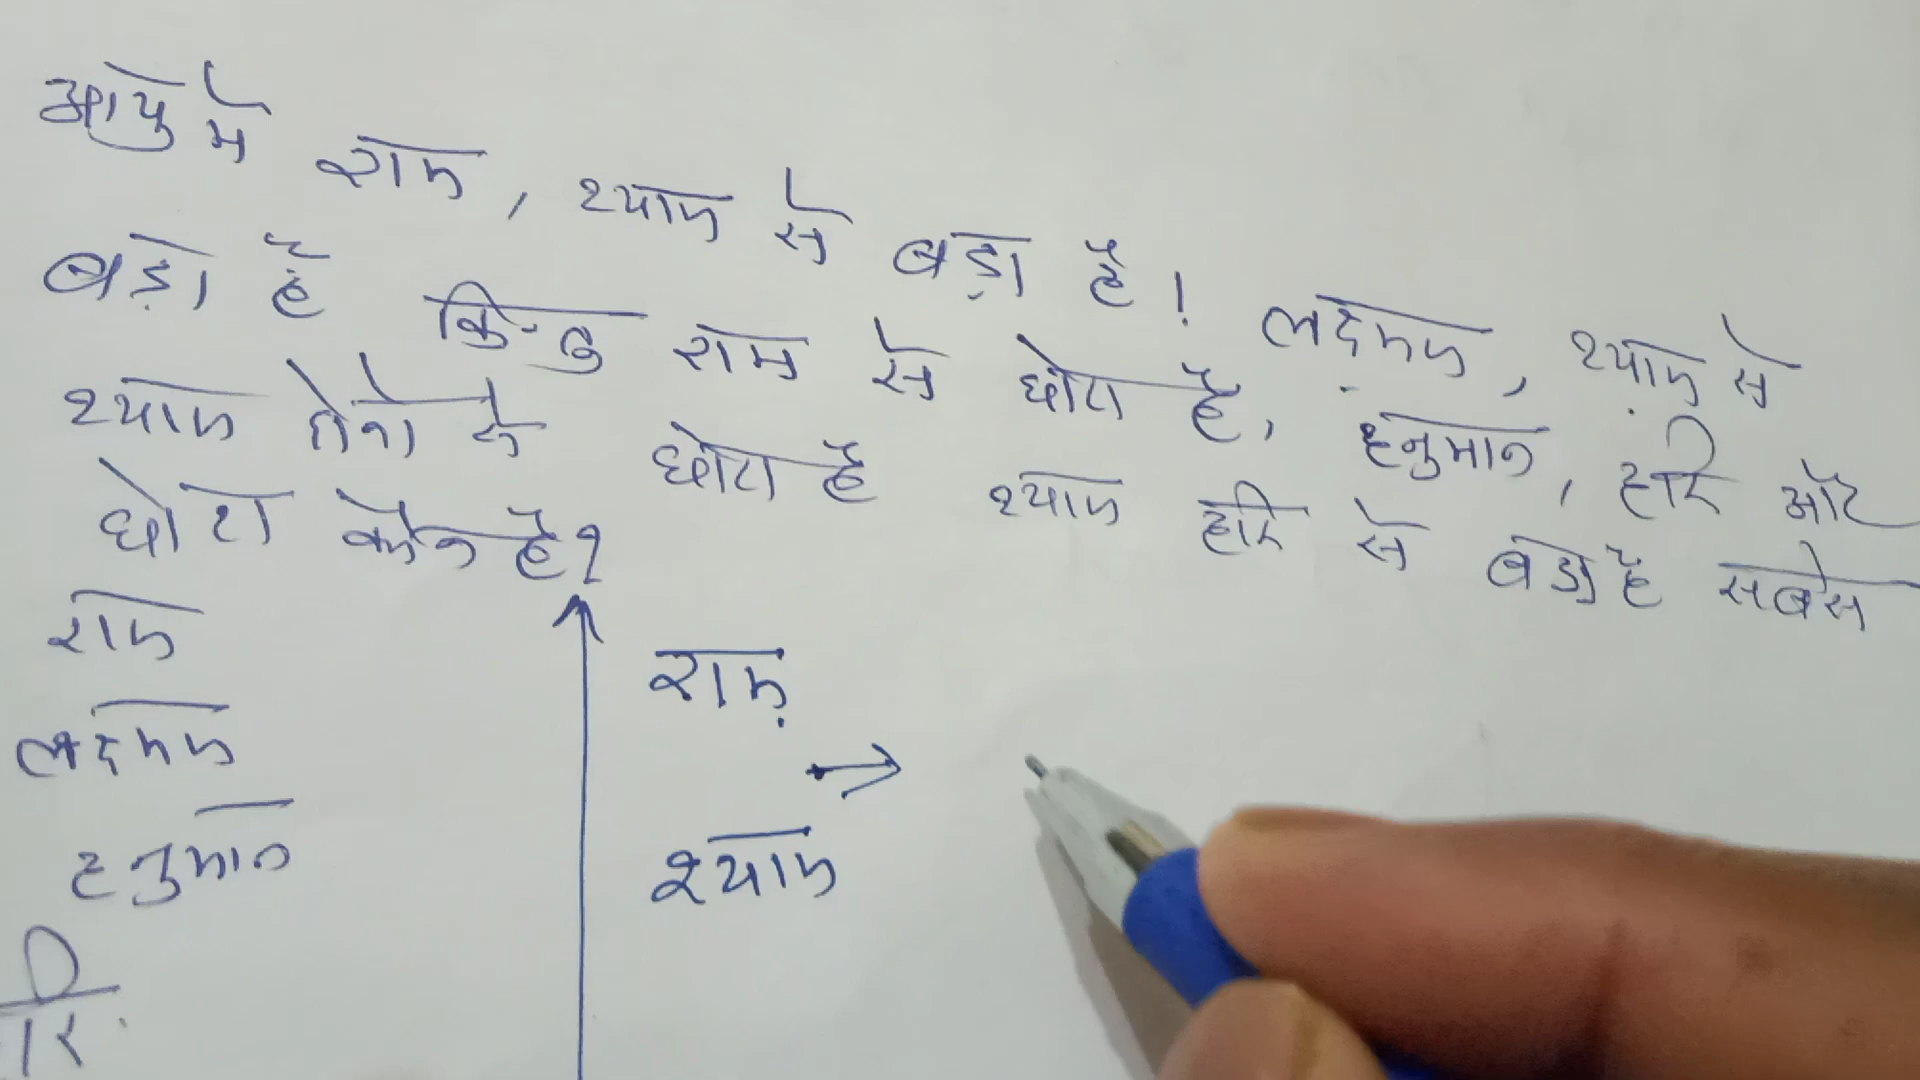 आयु में राम, श्याम से बड़ा है! लक्ष्मण, श्याम से
बड़ा है किन्तु राम से छोटा है, हनुमान, हरि और
श्याम दोनो से छोटा है श्याम हरि से बड़ा है सबसे
छोटा कौन है?
राम
लक्ष्मण
हनुमान
राम
श्याम